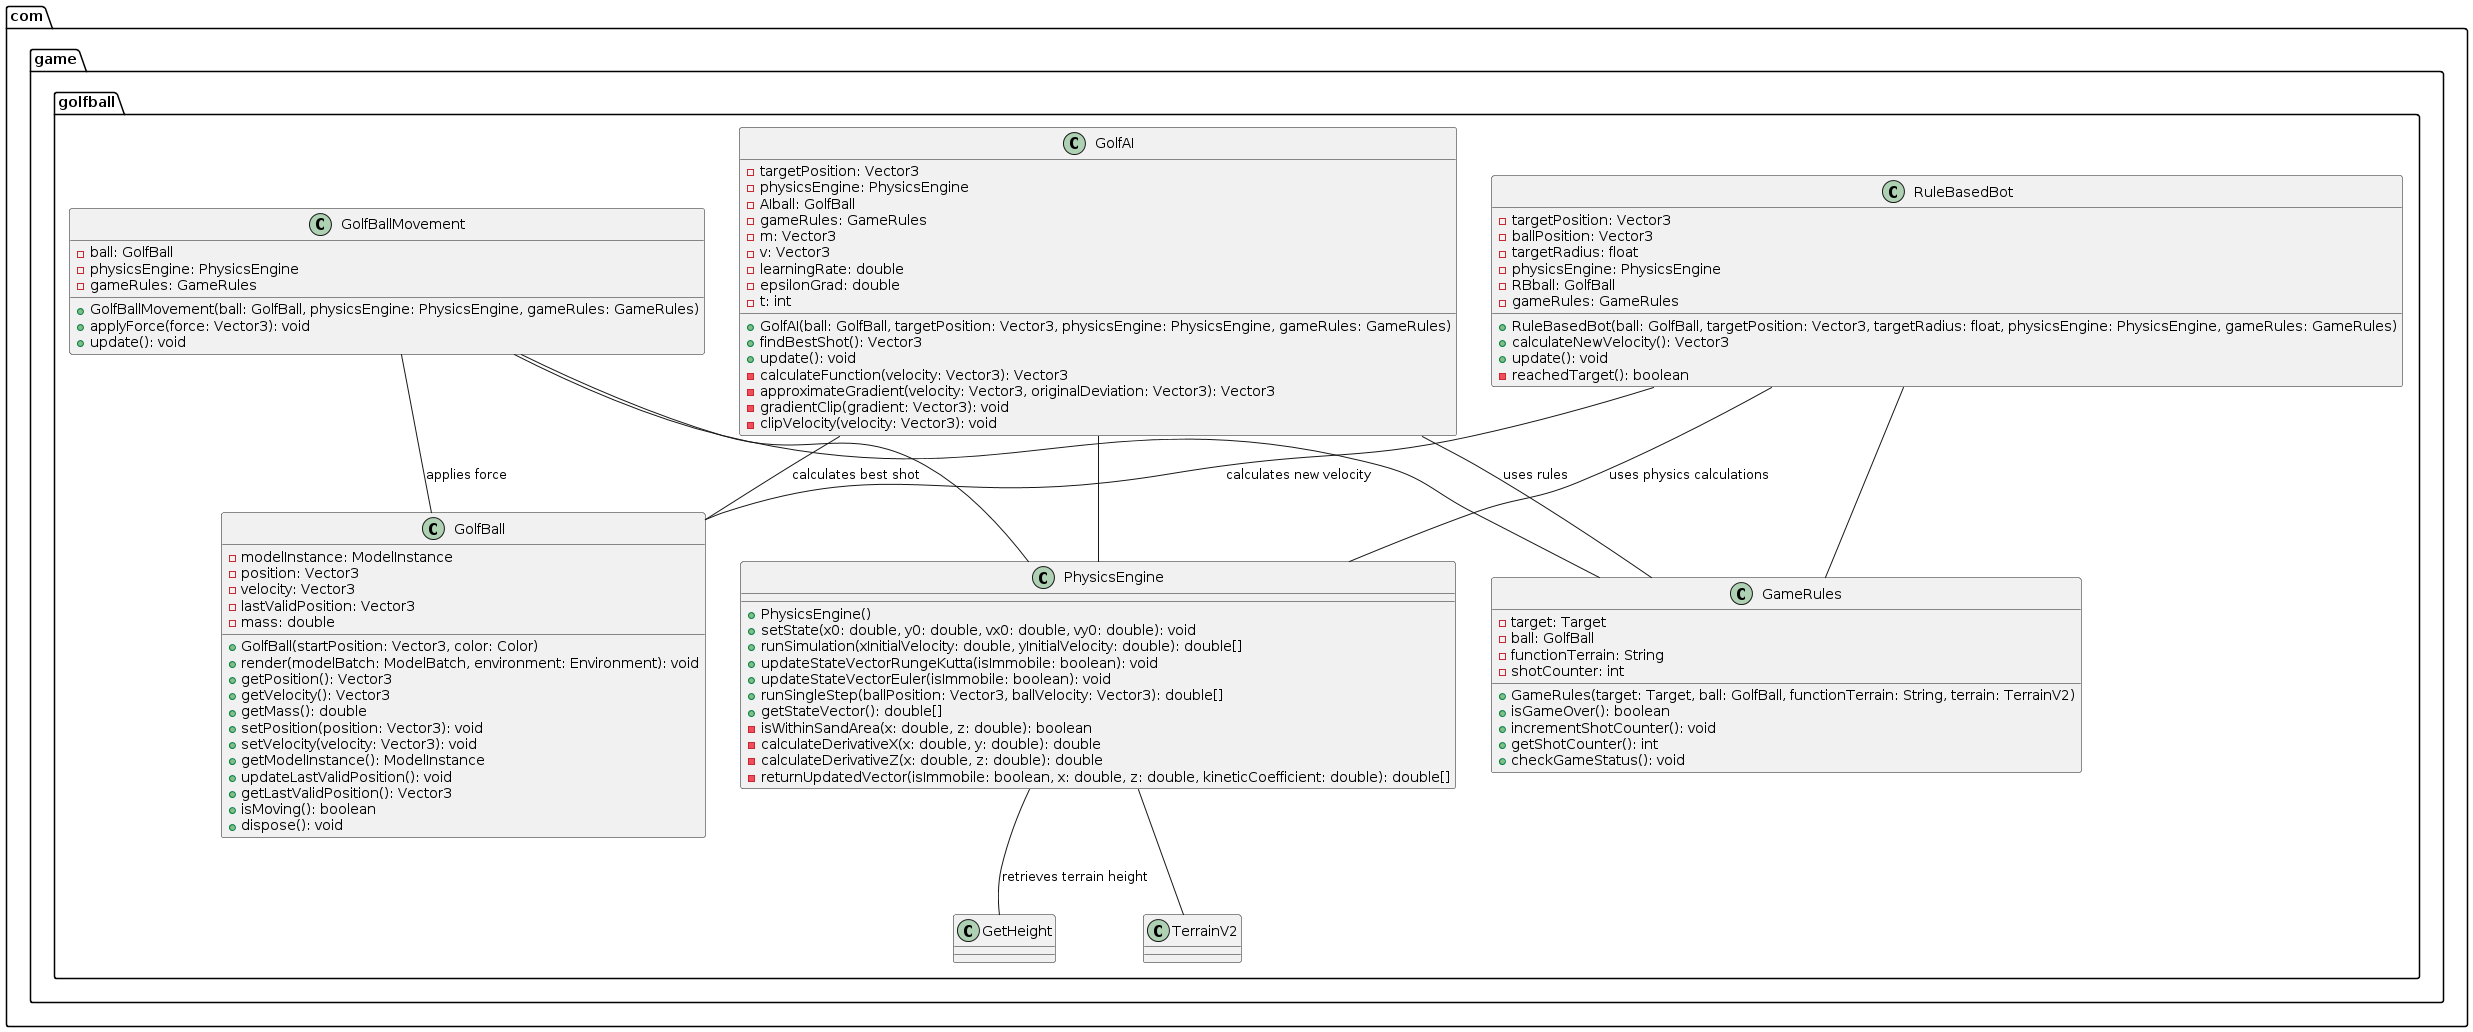 com
game
golfball
C GolfBallMovement
ball: GolfBall
physicsEngine: PhysicsEngine
gameRules: GameRules
GolfBallMovement(ball: GolfBall, physicsEngine: PhysicsEngine, gameRules: GameRules)
applyForce(force: Vector3): void
update(): void
C GolfAI
targetPosition: Vector3
physicsEngine: PhysicsEngine
AIball: GolfBall
gameRules: GameRules
m: Vector3
v: Vector3
learningRate: double
epsilonGrad: double
t: int
GolfAI(ball: GolfBall, targetPosition: Vector3, physicsEngine: PhysicsEngine, gameRules: GameRules)
findBestShot(): Vector3
update(): void
calculateFunction(velocity: Vector3): Vector3
approximateGradient(velocity: Vector3, originalDeviation: Vector3): Vector3
gradientClip(gradient: Vector3): void
clipVelocity(velocity: Vector3): void
C RuleBasedBot
targetPosition: Vector3
ballPosition: Vector3
targetRadius: float
physicsEngine: PhysicsEngine
RBball: GolfBall
gameRules: GameRules
RuleBasedBot(ball: GolfBall, targetPosition: Vector3, targetRadius: float, physicsEngine: PhysicsEngine, gameRules: GameRules)
calculateNewVelocity(): Vector3
update(): void
reachedTarget(): boolean
applies force
calculates best shot
calculates new velocity
uses rules
uses physics calculations
C GolfBall
modelInstance: ModelInstance
position: Vector3
velocity: Vector3
lastValidPosition: Vector3
mass: double
GolfBall(startPosition: Vector3, color: Color)
render(modelBatch: ModelBatch, environment: Environment): void
getPosition(): Vector3
getVelocity(): Vector3
getMass(): double
setPosition(position: Vector3): void
setVelocity(velocity: Vector3): void
getModelInstance(): ModelInstance
updateLastValidPosition(): void
getLastValidPosition(): Vector3
isMoving(): boolean
dispose(): void
C PhysicsEngine
PhysicsEngine()
setState(x0: double, y0: double, vx0: double, vy0: double): void
runSimulation(xInitialVelocity: double, yInitialVelocity: double): double[]
updateStateVectorRungeKutta(isImmobile: boolean): void
updateStateVectorEuler(isImmobile: boolean): void
runSingleStep(ballPosition: Vector3, ballVelocity: Vector3): double[]
getStateVector(): double[]
isWithinSandArea(x: double, z: double): boolean
calculateDerivativeX(x: double, y: double): double
calculateDerivativeZ(x: double, z: double): double
returnUpdatedVector(isImmobile: boolean, x: double, z: double, kineticCoefficient: double): double[]
C GameRules
target: Target
ball: GolfBall
functionTerrain: String
shotCounter: int
GameRules(target: Target, ball: GolfBall, functionTerrain: String, terrain: TerrainV2)
isGameOver(): boolean
incrementShotCounter(): void
getShotCounter(): int
checkGameStatus(): void
retrieves terrain height
C GetHeight
C TerrainV2